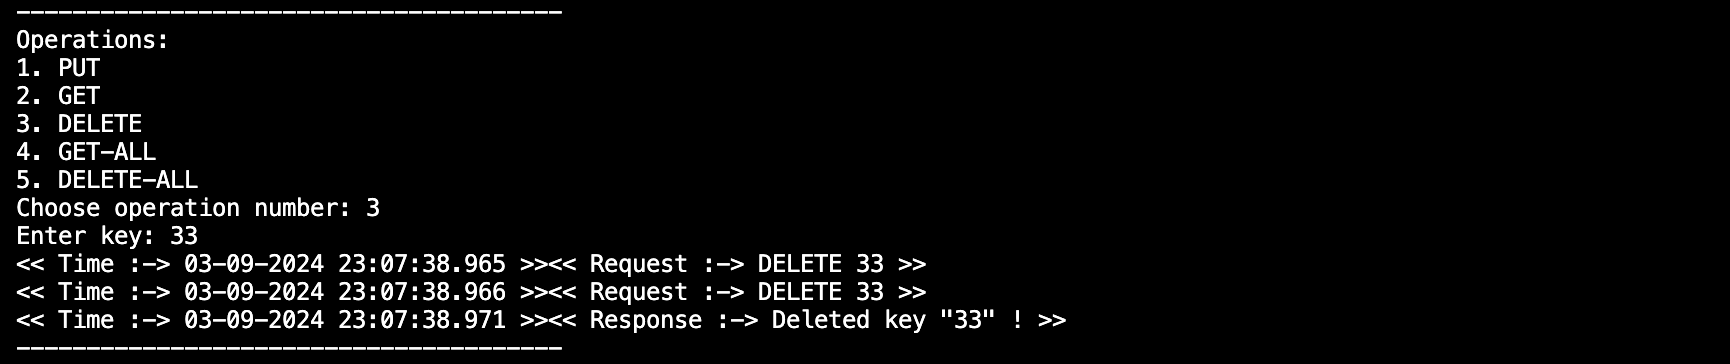 ---------------------------------------
Operations:
1. PUT
2. GET
3. DELETE
4. GET-ALL
5. DELETE-ALL
Choose operation number: 3
Enter key: 33
<< Time :-> 03-09-2024 23:07:38.965 >><< Request :-> DELETE 33 >>
<< Time :-> 03-09-2024 23:07:38.966 >><< Request :-> DELETE 33 >>
<< Time :-> 03-09-2024 23:07:38.971 >><< Response :-> Deleted key "33" ! >>
---------------------------------------